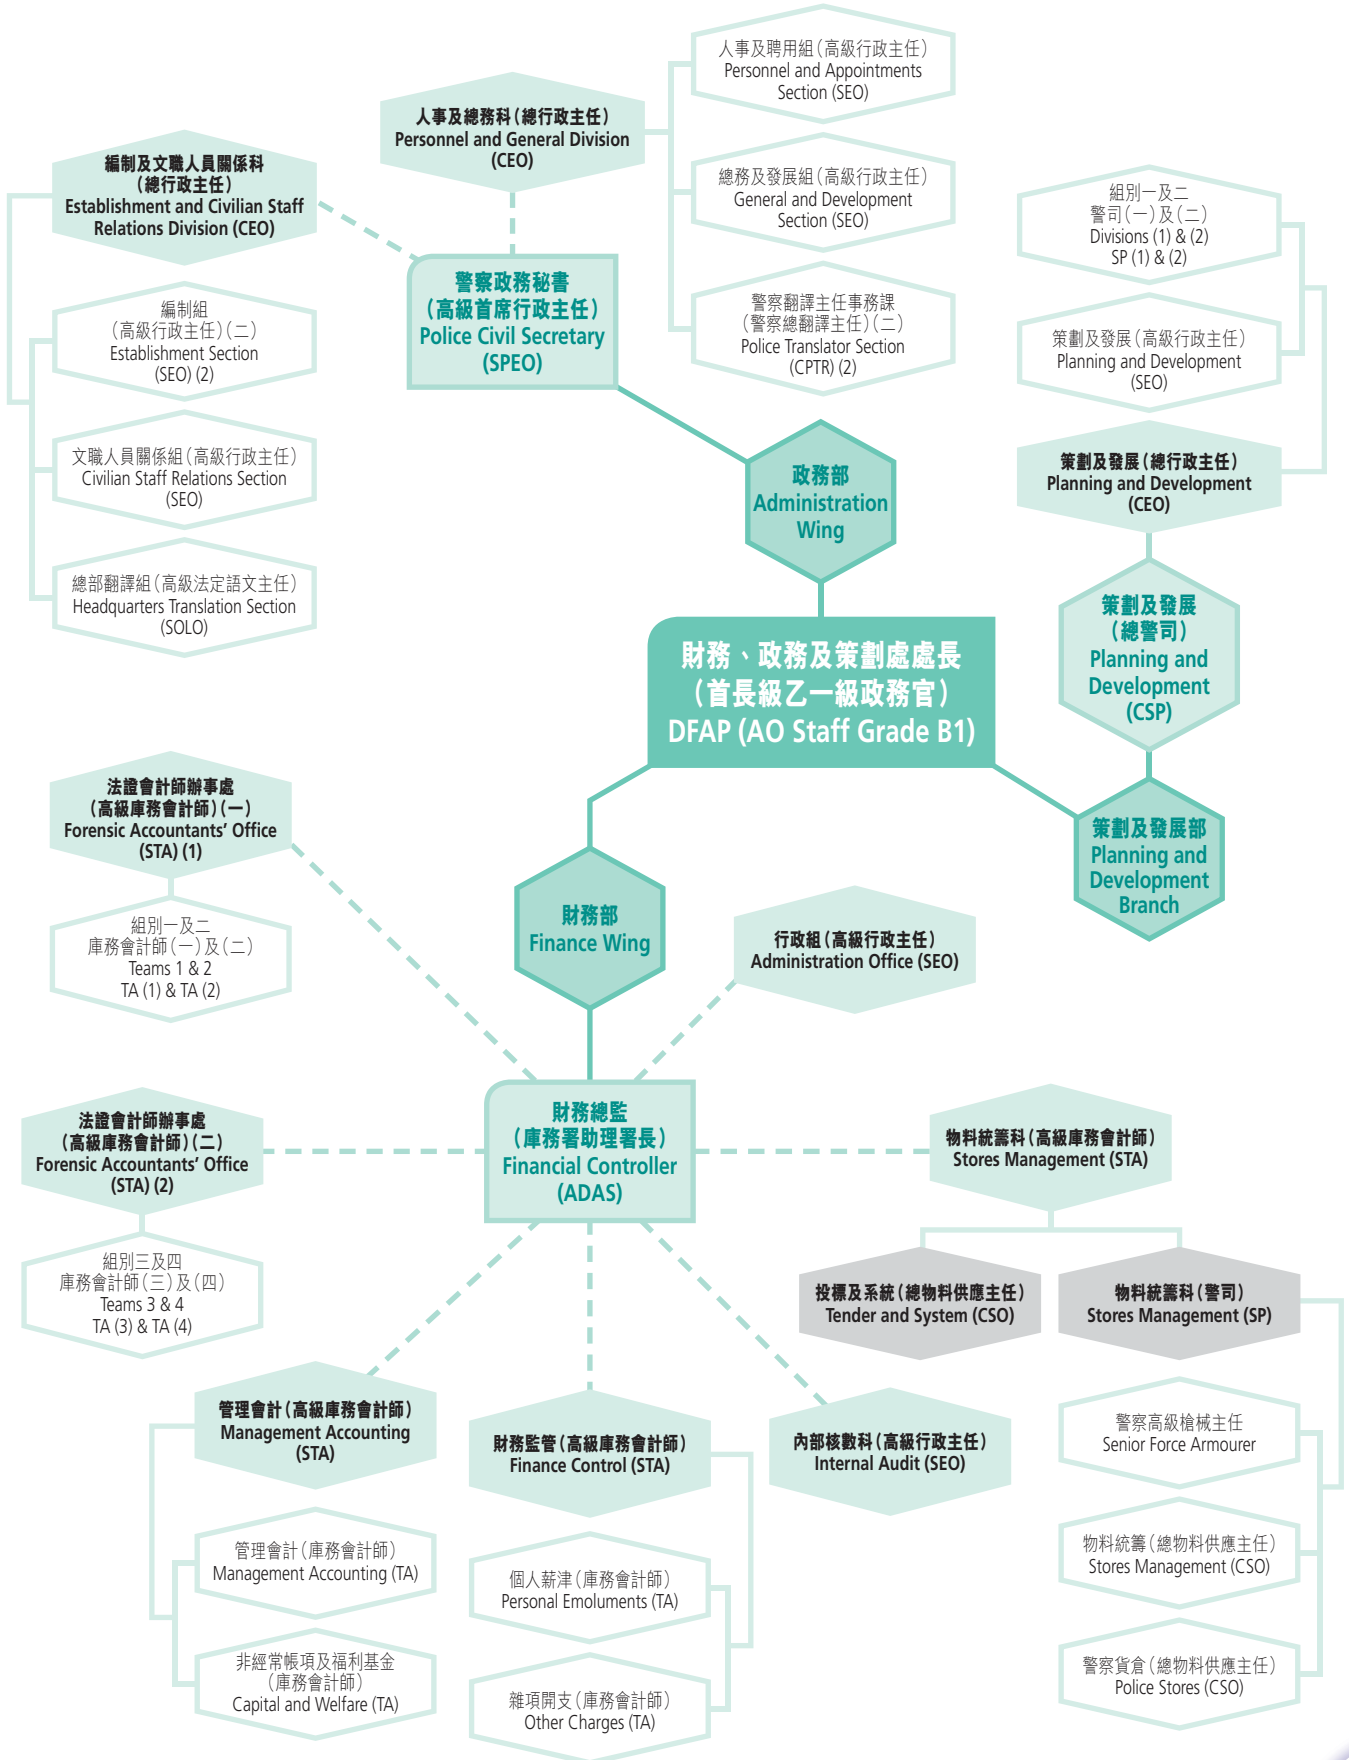 人事及聘用組（高級行政主任）
Personnel and Appointments
Section (SEO)
人事及總務科（總行政主任）
Personnel and General Division
(CEO)
總務及發展組（高級行政主任）
General and Development
Section (SEO)
警察翻譯主任事務課
（警察總翻譯主任）（二）
Police Translator Section
(CPTR) (2)
編制及文職人員關係科
（總行政主任）
Establishment and Civilian Staff
Relations Division (CEO)
編制組
（高級行政主任）（二）
Establishment Section
(SEO) (2)
文職人員關係組（高級行政主任）
Civilian Staff Relations Section
(SEO)
總部翻譯組（高級法定語文主任）
Headquarters Translation Section
(SOLO)
警察政務秘書
（高級首席行政主任）
Police Civil Secretary
(SPEO)
政務部
Administration
Wing
組別一及二
警司（一）及（二）
Divisions (1) & (2)
SP (1) & (2)
策劃及發展（高級行政主任）
Planning and Development
(SEO)
策劃及發展（總行政主任）
Planning and Development
(CEO)
策劃及發展
（總警司）
Planning and
Development
(CSP)
策劃及發展部
Planning and
Development
Branch
財務、政務及策劃處處長
（首長級乙一級政務官）
DFAP (AO Staff Grade B1)
法證會計師辦事處
（高級庫務會計師）（一）
Forensic Accountants’ Office
(STA) (1)
組別一及二
庫務會計師（一）及（二）
Teams 1 & 2
TA (1) & TA (2)
財務部
Finance Wing
行政組（高級行政主任）
Administration Office (SEO)
法證會計師辦事處
（高級庫務會計師）（二）
Forensic Accountants’ Office
(STA) (2)
組別三及四
庫務會計師（三）及（四）
Teams 3 & 4
TA (3) & TA (4)
財務總監
（庫務署助理署長）
Financial Controller
(ADAS)
物料統籌科（高級庫務會計師）
Stores Management (STA)
投標及系統（總物料供應主任）
Tender and System (CSO)
物料統籌科（警司）
Stores Management (SP)
警察高級槍械主任
Senior Force Armourer
物料統籌（總物料供應主任）
Stores Management (CSO)
警察貨倉（總物料供應主任）
Police Stores (CSO)
管理會計（高級庫務會計師）
Management Accounting
(STA)
管理會計（庫務會計師）
Management Accounting (TA)
非經常帳項及福利基金
（庫務會計師）
Capital and Welfare (TA)
財務監管（高級庫務會計師）
Finance Control (STA)
個人薪津（庫務會計師）
Personal Emoluments (TA)
雜項開支（庫務會計師）
Other Charges (TA)
內部核數科（高級行政主任）
Internal Audit (SEO)